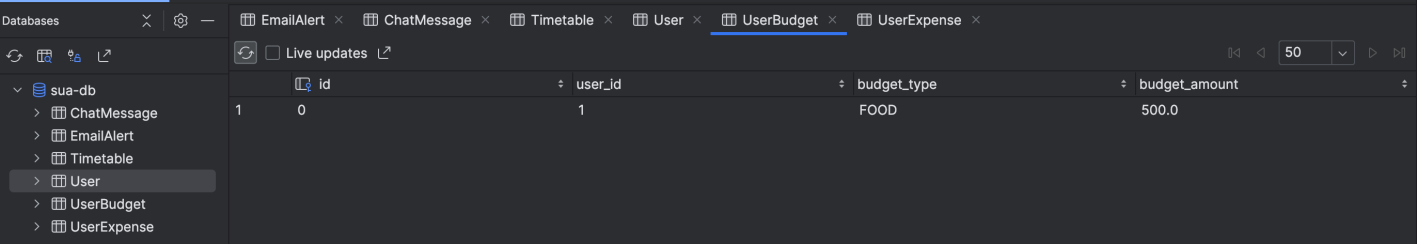 Databases
EmailAlert ChatMessage Timetable User UserBudget UserExpense
Live updates 50
id user_id budget_type budget_amount
1 0 1 FOOD 500.0
sua-db
ChatMessage
EmailAlert
Timetable
User
UserBudget
UserExpense